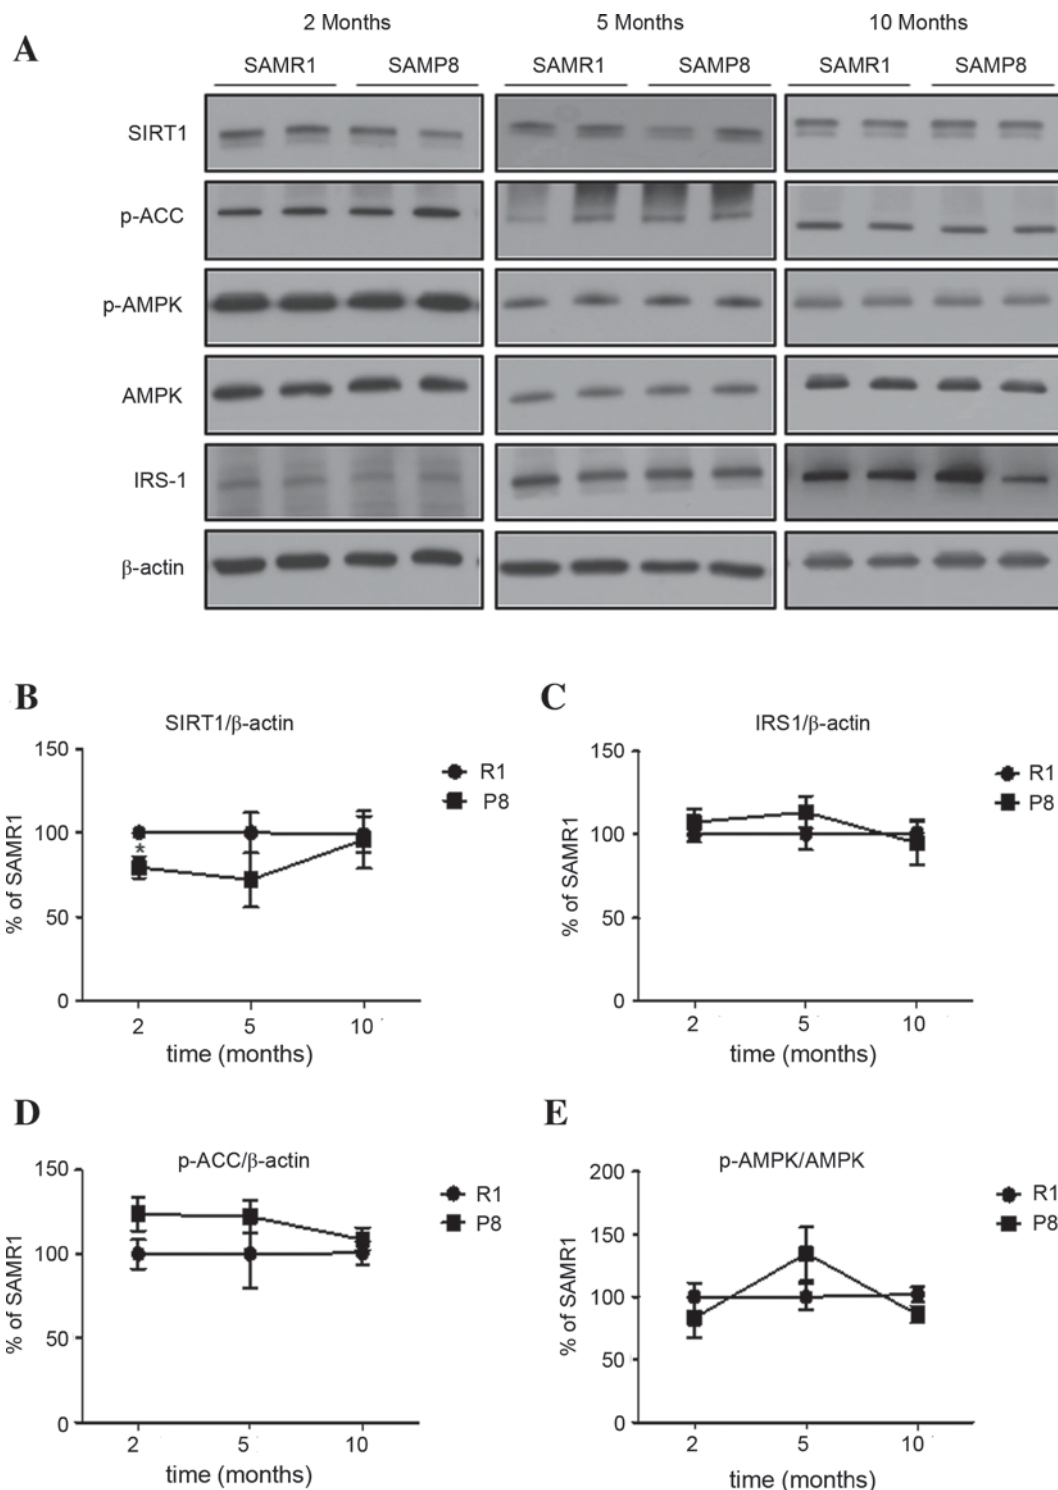 A
2 Months 5 Months 10 Months
SAMR1 SAMP8 SAMR1 SAMP8 SAMR1 SAMP8
SIRT1
p-ACC
p-AMPK
AMPK
IRS-1
β-actin
B
SIRT1/β-actin
150
100
50
0
% of SAMR1
*
2 5 10
time (months)
R1
P8
C
IRS1/β-actin
150
100
50
0
% of SAMR1
2 5 10
time (months)
R1
P8
D
p-ACC/β-actin
150
100
50
0
% of SAMR1
2 5 10
time (months)
R1
P8
E
p-AMPK/AMPK
200
150
100
50
0
% of SAMR1
2 5 10
time (months)
R1
P8